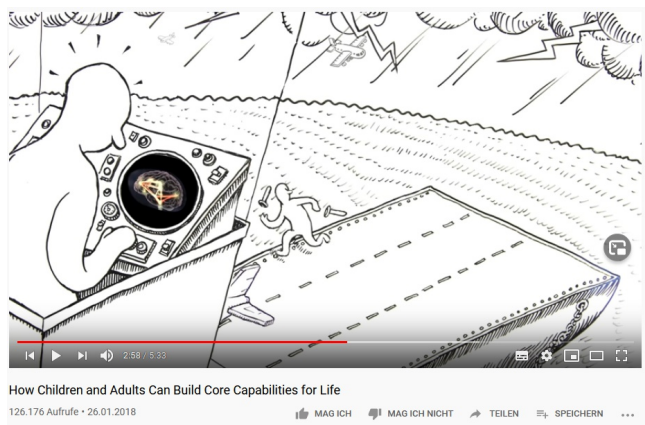 2:58 / 5:33
How Children and Adults Can Build Core Capabilities for Life
126.176 Aufrufe • 26.01.2018 MAG ICH MAG ICH NICHT TEILEN SPEICHERN